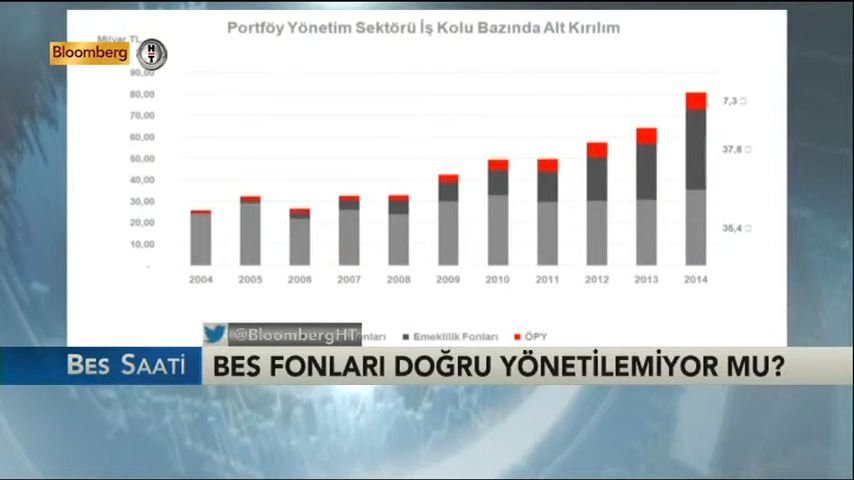 Portföy Yönetim Sektörü İş Kolu Bazında Alt Kırılım
Milyar TL
Bloomberg HT
90,00
80,00
70,00
60,00
50,00
40,00
30,00
20,00
10,00
-
7,3
37,8
35,4
2004 2005 2006 2007 2008 2009 2010 2011 2012 2013 2014
@BloombergHT Emeklilik Fonları ÖPY
BES SAATİ BES FONLARI DOĞRU YÖNETİLEMİYOR MU?